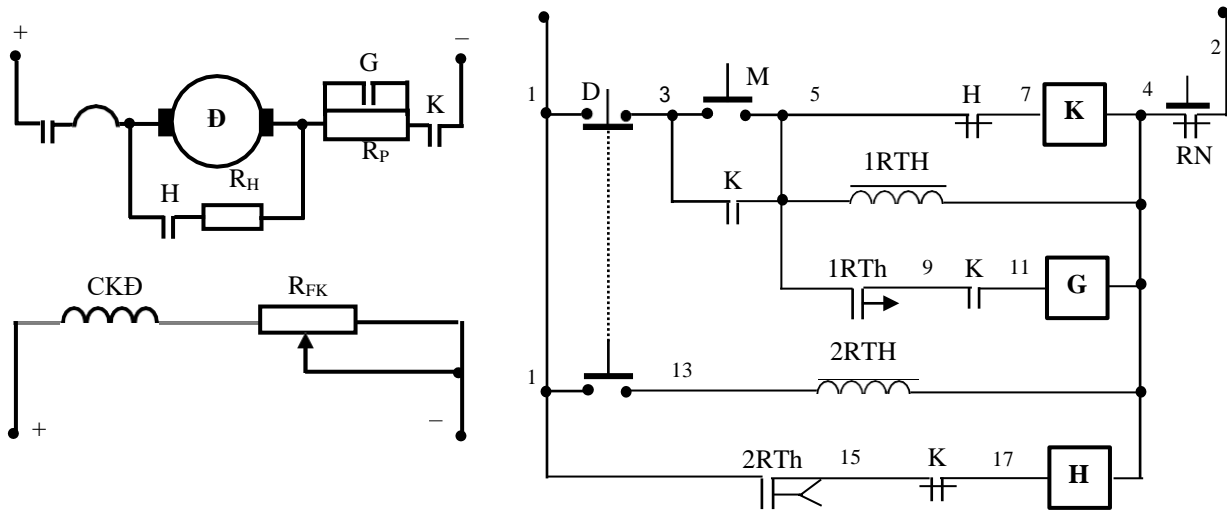 +
–
G
K
Đ
R_P
R_H
H
CKĐ
R_FK
+
–
1
D
3
M
5
H
7
K
4
2
RN
K
1RTH
1RTh
9
K
11
G
1
13
2RTH
2RTh
15
K
17
H